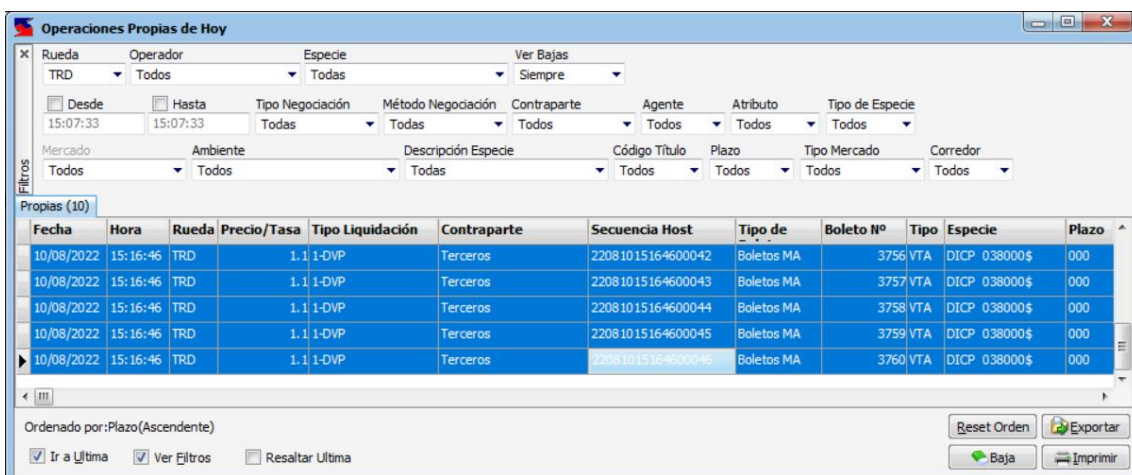 Operaciones Propias de Hoy
Rueda Operador Especie Ver Bajas
TRD Todos Todas Siempre
Desde Hasta Tipo Negociación Método Negociación Contraparte Agente Atributo Tipo de Especie
15:07:33 15:07:33 Todas Todas Todos Todos Todos Todos
Mercado Ambiente Descripción Especie Código Título Plazo Tipo Mercado Corredor
Todos Todos Todas Todos Todos Todos Todos
Filtros
Propias (10)
Fecha Hora Rueda Precio/Tasa Tipo Liquidación Contraparte Secuencia Host Tipo de Boleto Nº Tipo Especie Plazo
10/08/2022 15:16:46 TRD 1.1 1-DVP Terceros 22081015164600042 Boletos MA 3756 VTA DICP 038000$ 000
10/08/2022 15:16:46 TRD 1.1 1-DVP Terceros 22081015164600043 Boletos MA 3757 VTA DICP 038000$ 000
10/08/2022 15:16:46 TRD 1.1 1-DVP Terceros 22081015164600044 Boletos MA 3758 VTA DICP 038000$ 000
10/08/2022 15:16:46 TRD 1.1 1-DVP Terceros 22081015164600045 Boletos MA 3759 VTA DICP 038000$ 000
10/08/2022 15:16:46 TRD 1.1 1-DVP Terceros 22081015164600046 Boletos MA 3760 VTA DICP 038000$ 000
Ordenado por:Plazo(Ascendente)
Reset Orden Exportar
Ir a Ultima Ver Filtros Resaltar Ultima Baja Imprimir